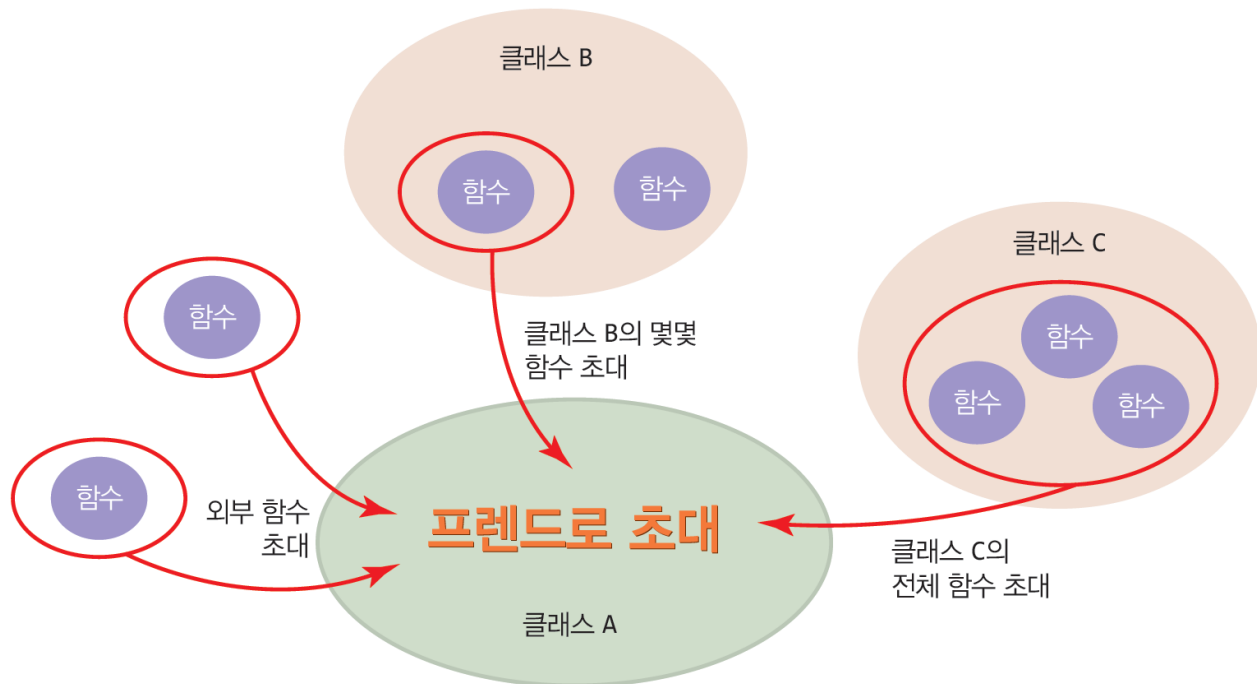 클래스 B
함수
함수
클래스 C
함수
함수
함수
함수
클래스 B의 몇몇
함수 초대
함수
외부 함수
초대
프렌드로 초대
클래스 C의
전체 함수 초대
클래스 A